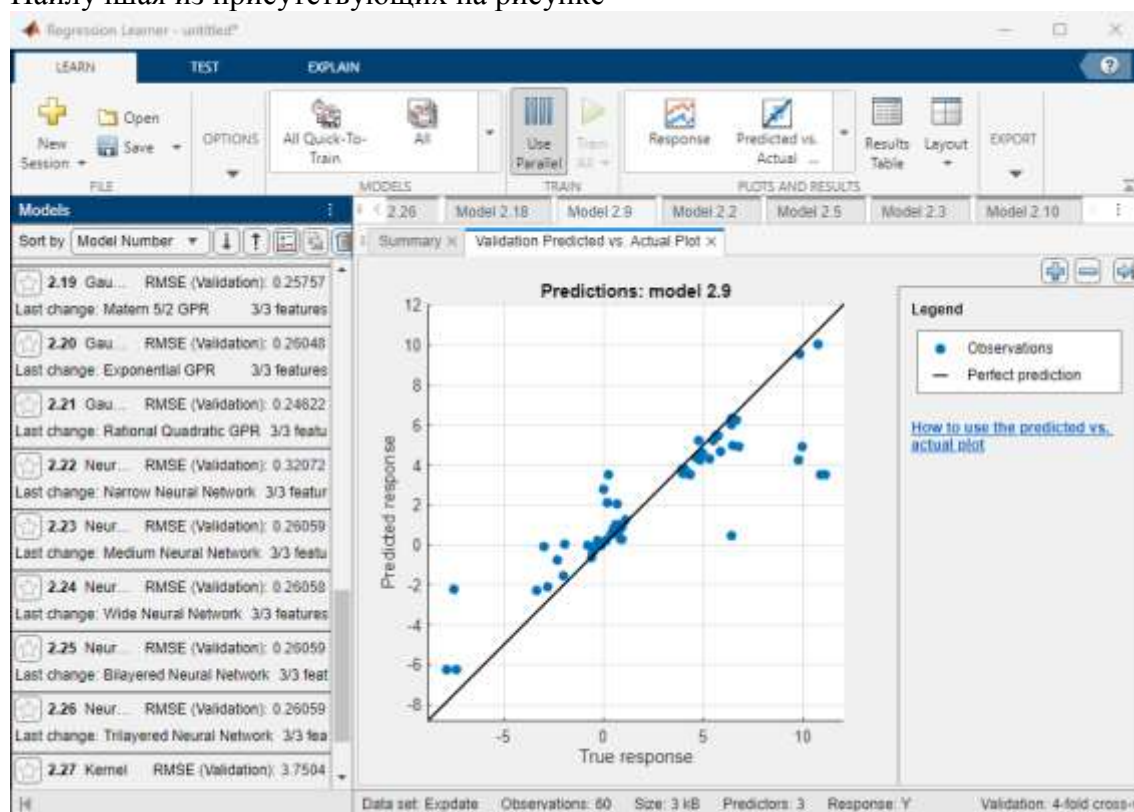 Наилучшая из присутствующих на рисунке
Regression Learner - untitled*
LEARN TEST EXPLAIN
New Session
Open
Save
FILE
OPTIONS
All Quick-To-Train
All
MODELS
Use Parallel
Train All
TRAIN
Response
Predicted vs. Actual ...
Results Table
Layout
PLOTS AND RESULTS
EXPORT
Models
Sort by Model Number
2.19 Gau... RMSE (Validation): 0.25757
Last change: Matern 5/2 GPR 3/3 features
2.20 Gau... RMSE (Validation): 0.26048
Last change: Exponential GPR 3/3 features
2.21 Gau... RMSE (Validation): 0.24622
Last change: Rational Quadratic GPR 3/3 featu
2.22 Neur... RMSE (Validation): 0.32072
Last change: Narrow Neural Network 3/3 featur
2.23 Neur... RMSE (Validation): 0.26059
Last change: Medium Neural Network 3/3 featu
2.24 Neur... RMSE (Validation): 0.26058
Last change: Wide Neural Network 3/3 features
2.25 Neur... RMSE (Validation): 0.26059
Last change: Bilayered Neural Network 3/3 feat
2.26 Neur... RMSE (Validation): 0.26059
Last change: Trilayered Neural Network 3/3 fea
2.27 Kernel RMSE (Validation): 3.7504
2.26 Model 2.18 Model 2.9 Model 2.2 Model 2.5 Model 2.3 Model 2.10
Summary Validation Predicted vs. Actual Plot
Predictions: model 2.9
12
10
8
6
4
2
0
-2
-4
-6
-8
Predicted response
-5 0 5 10
True response
Legend
Observations
Perfect prediction
How to use the predicted vs.
actual plot
Data set: Expdate Observations: 60 Size: 3 kB Predictors: 3 Response: Y Validation: 4-fold cross-